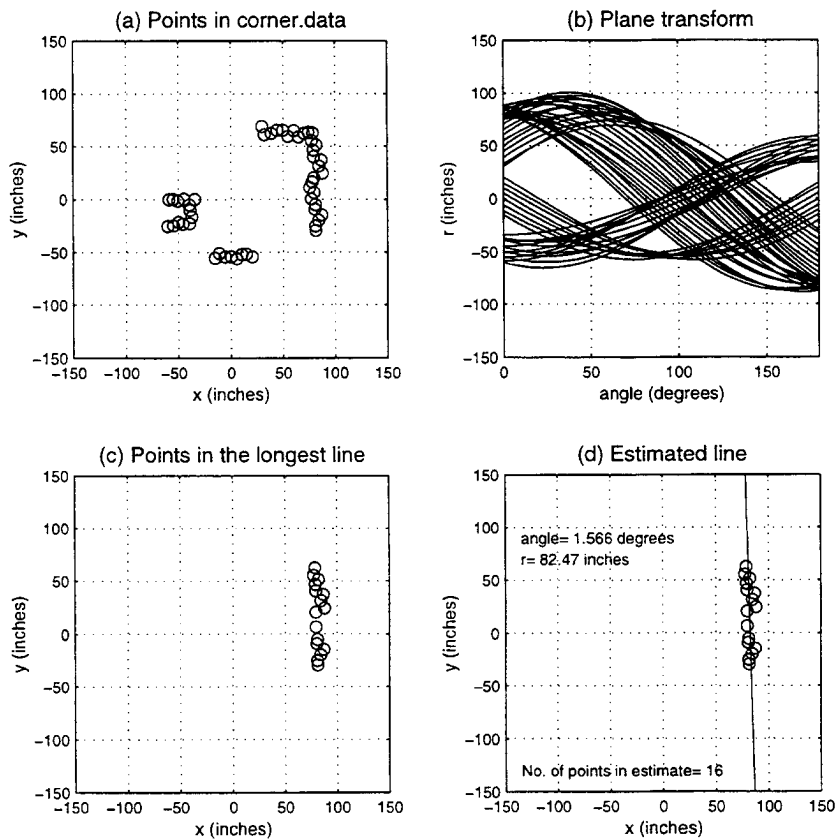 (a) Points in corner.data
150
100
50
0
−50
−100
−150
−150 −100 −50 0 50 100 150
y (inches)
x (inches)
(b) Plane transform
150
100
50
0
−50
−100
−150
0 50 100 150
r (inches)
angle (degrees)
(c) Points in the longest line
150
100
50
0
−50
−100
−150
−150 −100 −50 0 50 100 150
y (inches)
x (inches)
(d) Estimated line
150
100
50
0
−50
−100
−150
−150 −100 −50 0 50 100 150
y (inches)
x (inches)
angle= 1.566 degrees
r= 82.47 inches
No. of points in estimate= 16